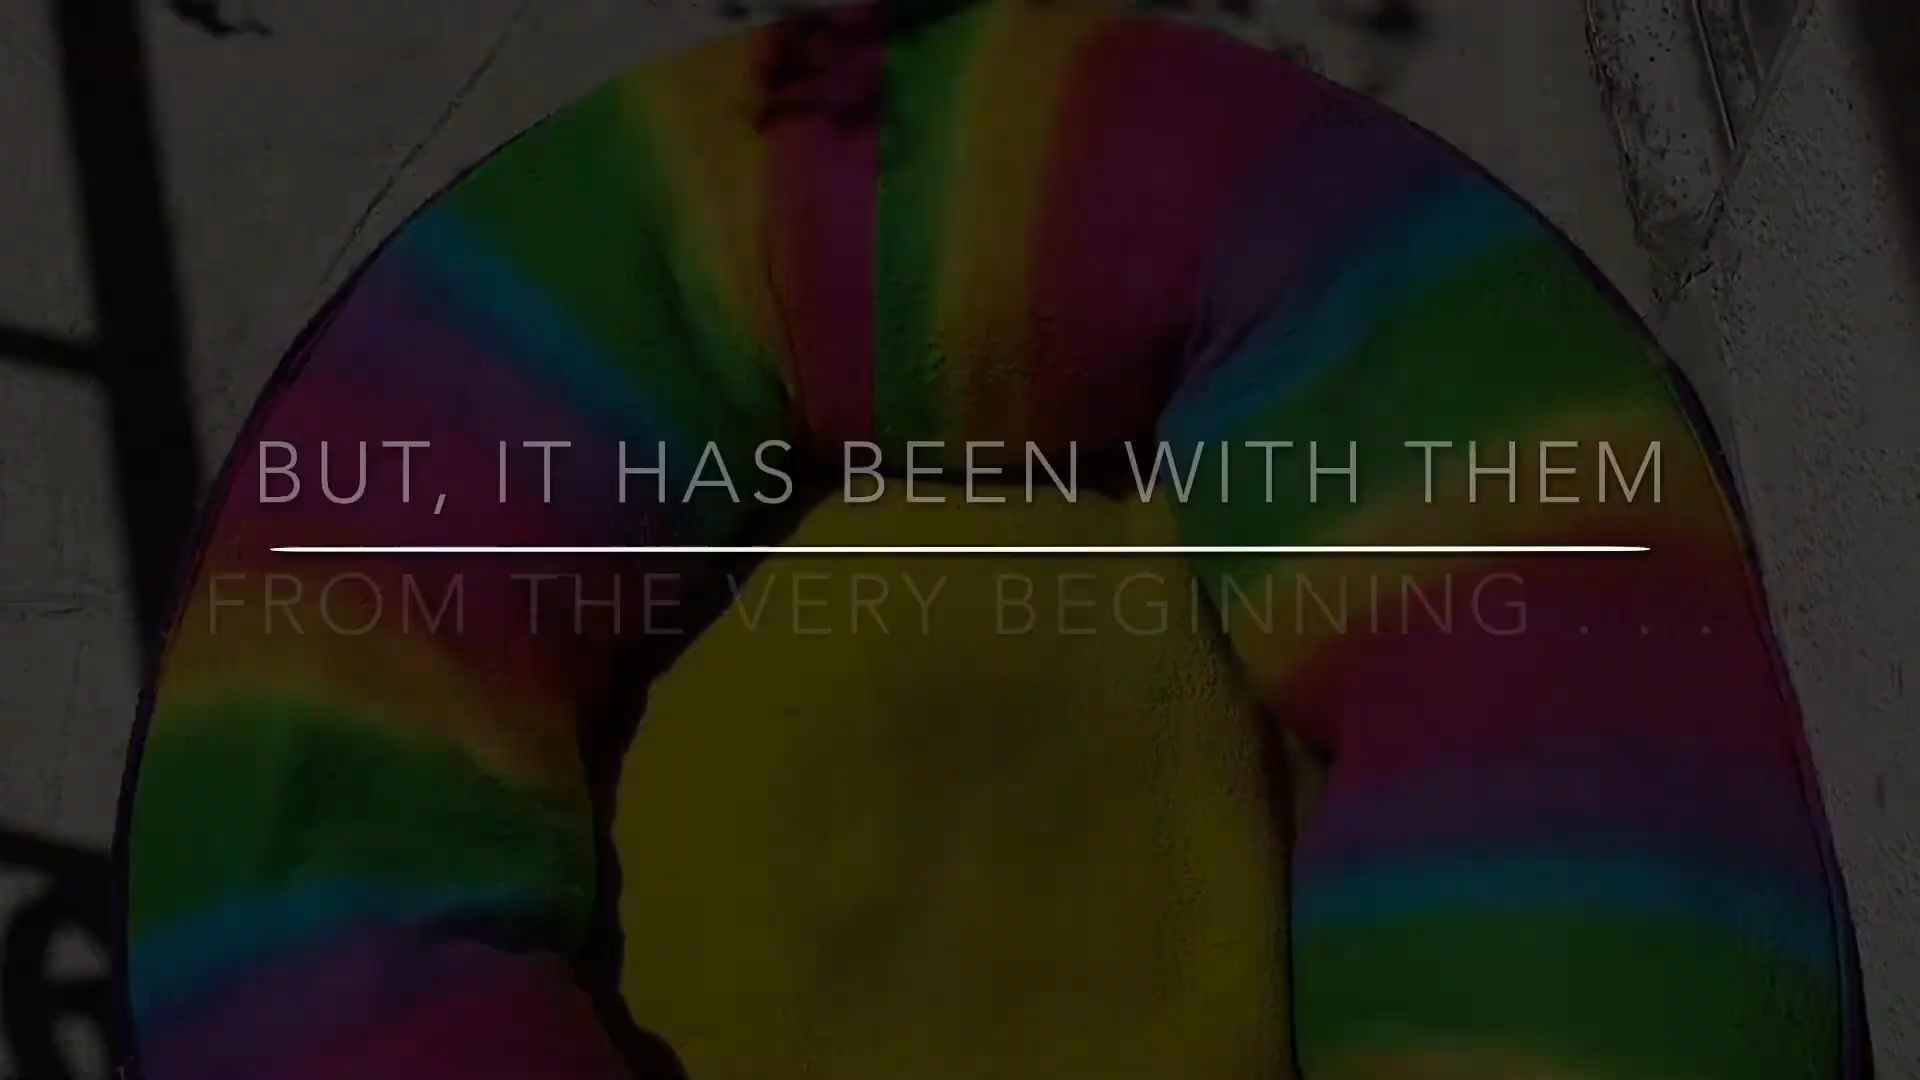 BUT, IT HAS BEEN WITH THEM
FROM THE VERY BEGINNING . . .